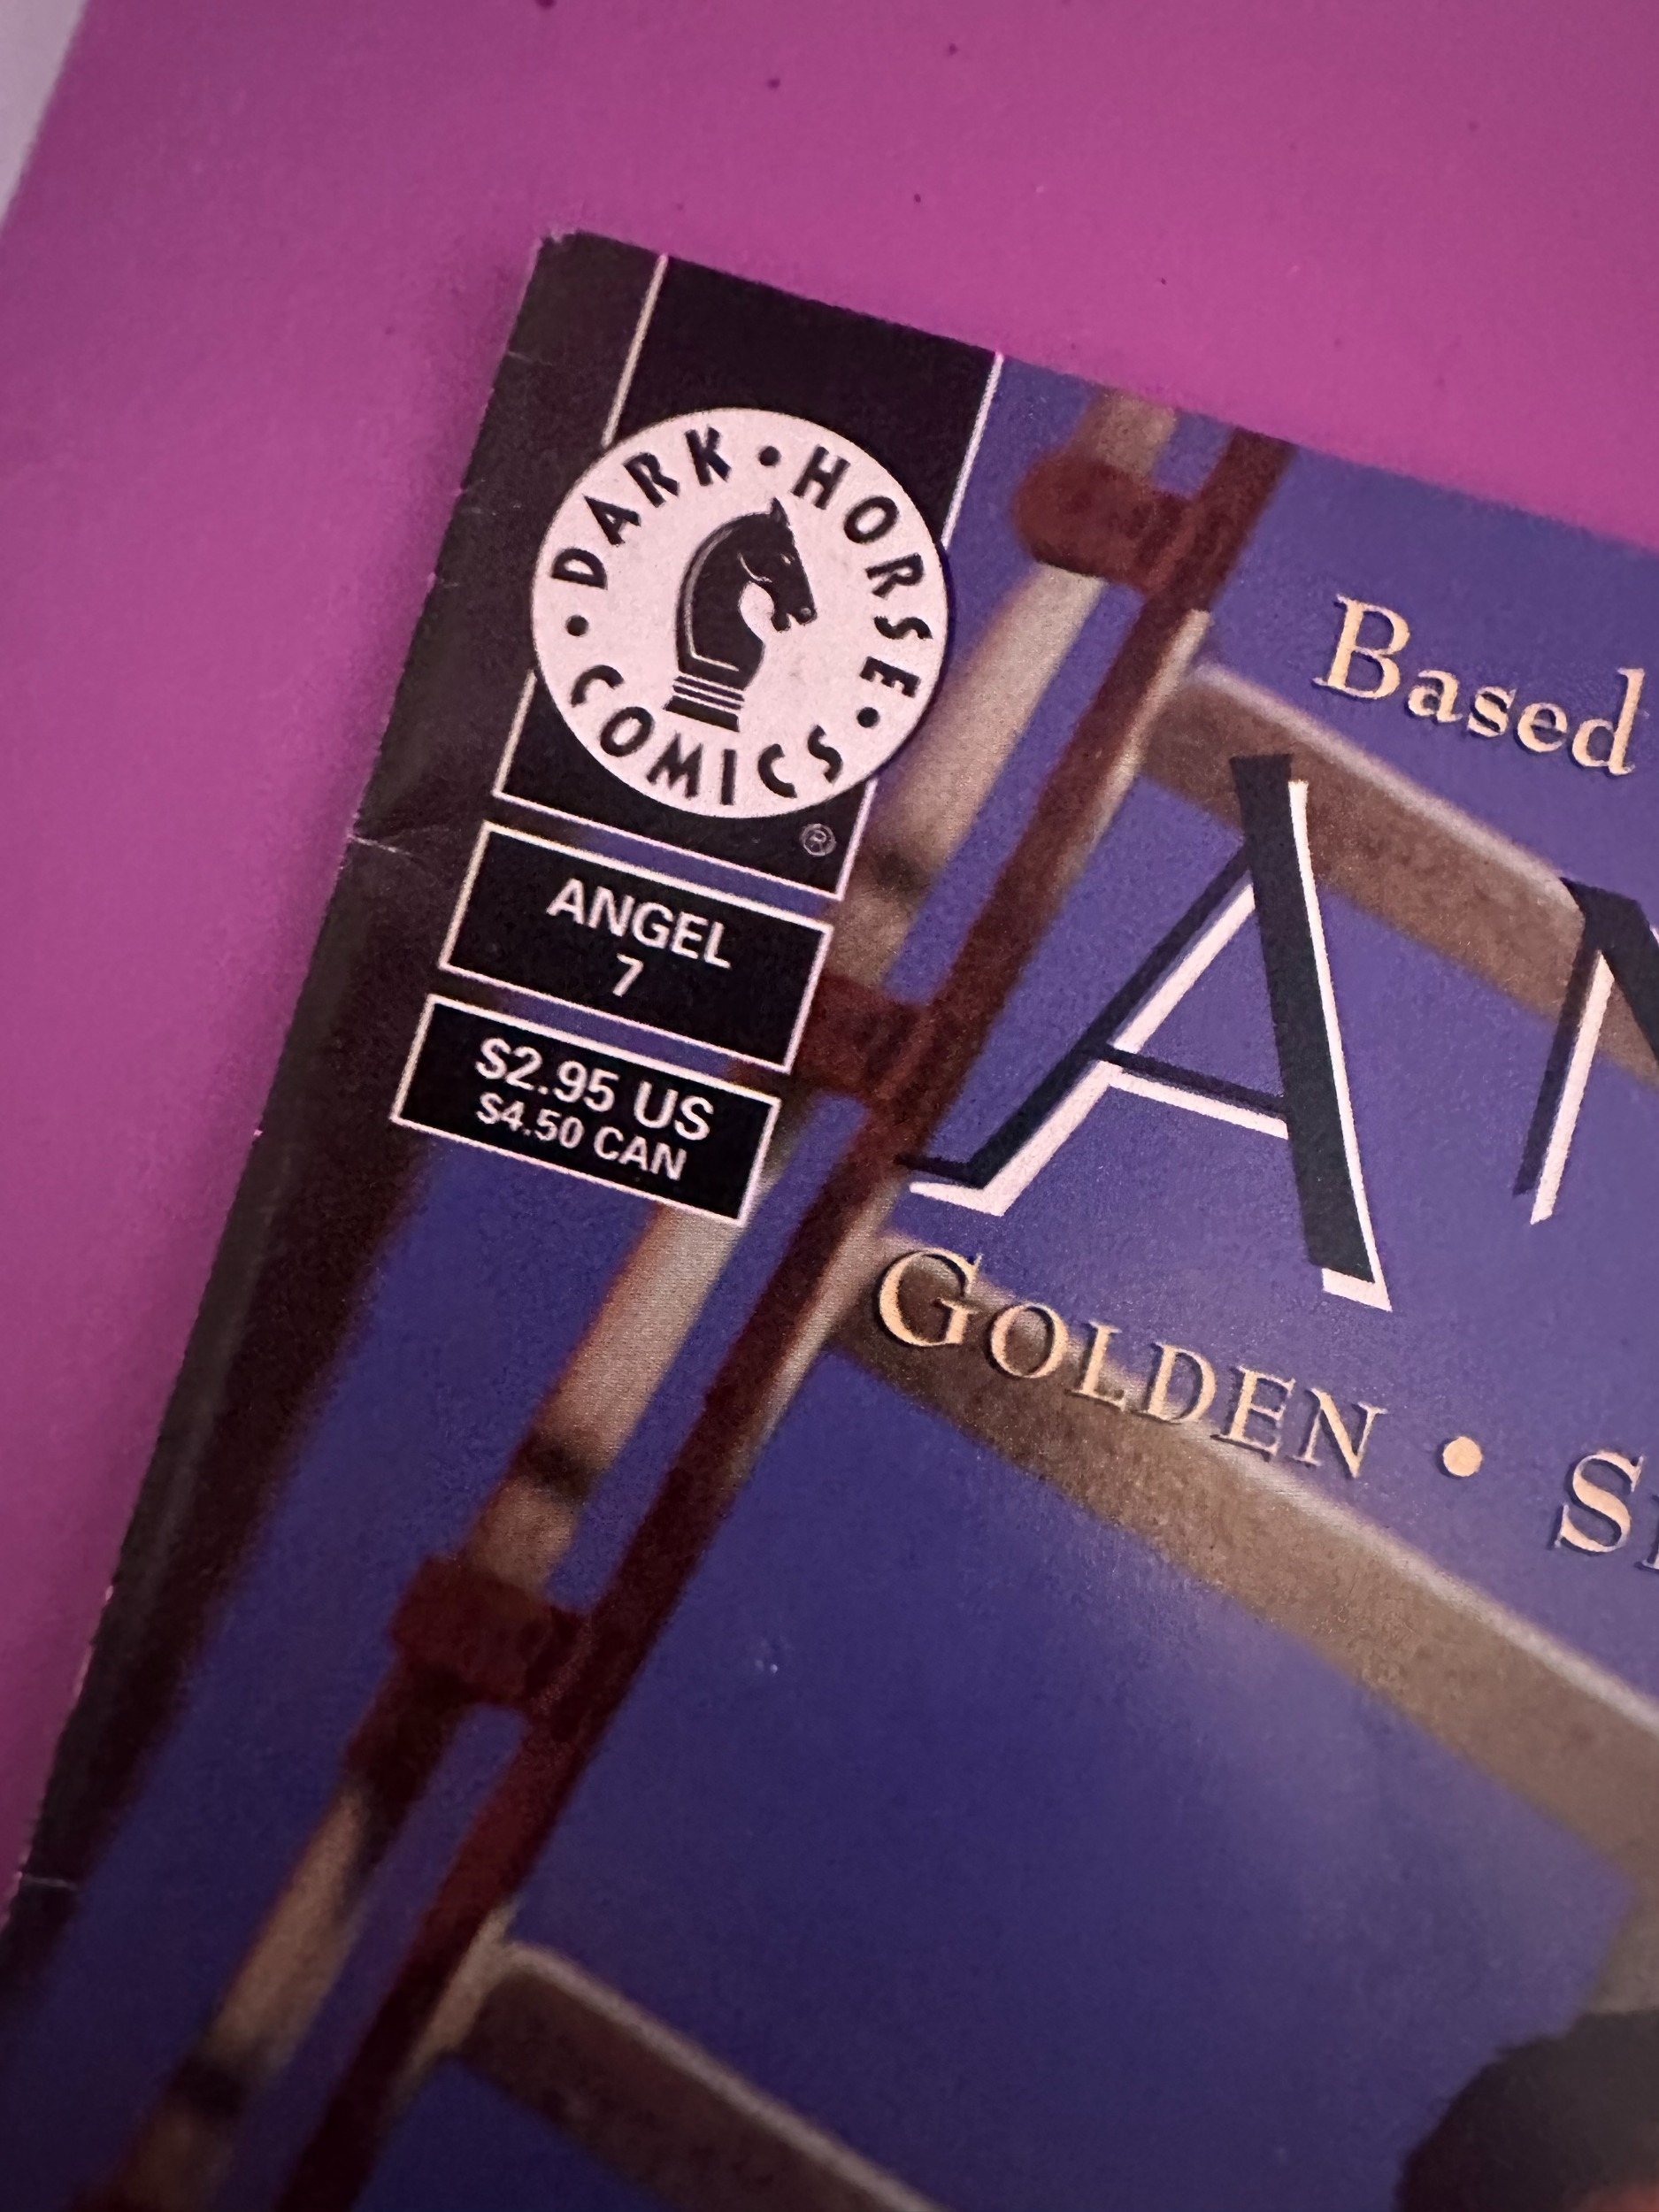 DARK • HORSE • COMICS •
®
ANGEL
7
$2.95 US
$4.50 CAN
Based
A
GOLDEN •